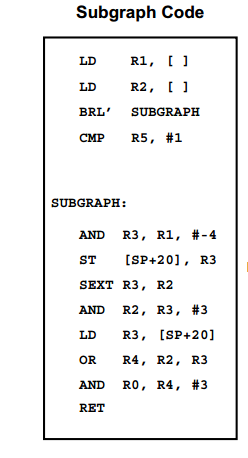 Subgraph Code
LD R1, [ ]
LD R2, [ ]
BRL’ SUBGRAPH
CMP R5, #1
SUBGRAPH:
AND R3, R1, #-4
ST [SP+20], R3
SEXT R3, R2
AND R2, R3, #3
LD R3, [SP+20]
OR R4, R2, R3
AND R0, R4, #3
RET